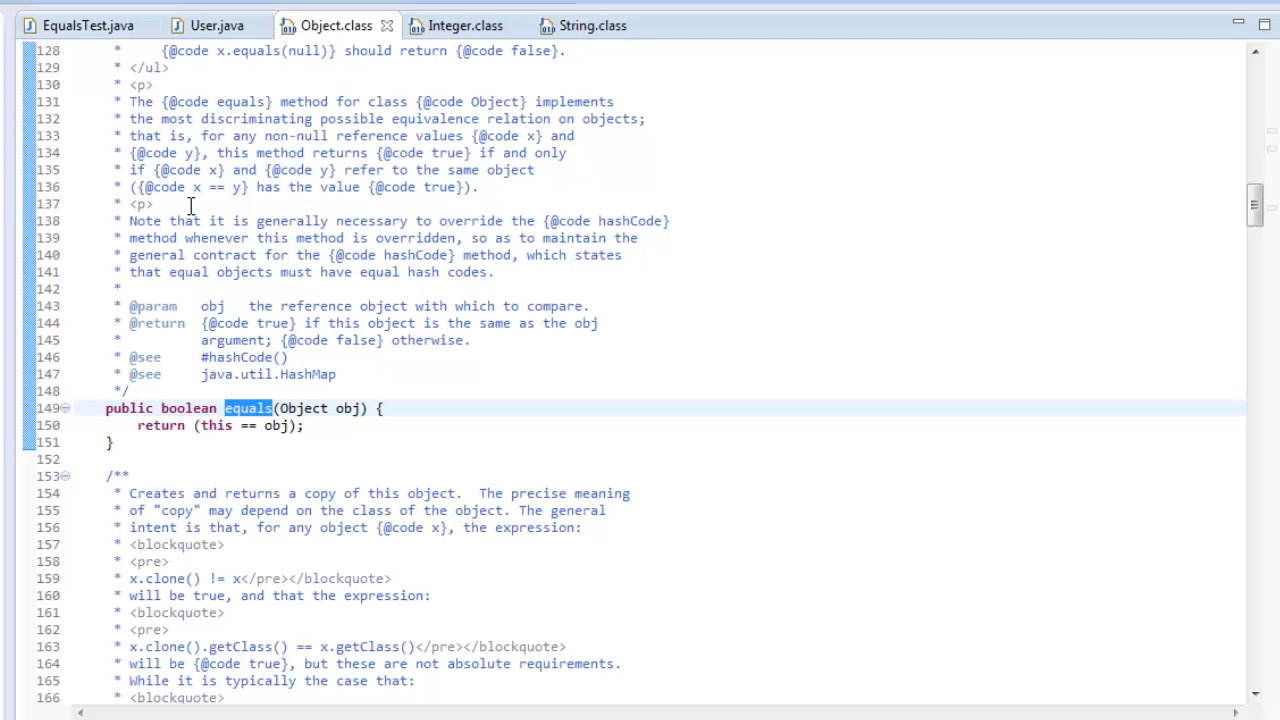 EqualsTest.java User.java Object.class Integer.class String.class
128 *     {@code x.equals(null)} should return {@code false}.
129 * </ul>
130 * <p>
131 * The {@code equals} method for class {@code Object} implements
132 * the most discriminating possible equivalence relation on objects;
133 * that is, for any non-null reference values {@code x} and
134 * {@code y}, this method returns {@code true} if and only
135 * if {@code x} and {@code y} refer to the same object
136 * ({@code x == y} has the value {@code true}).
137 * <p>
138 * Note that it is generally necessary to override the {@code hashCode}
139 * method whenever this method is overridden, so as to maintain the
140 * general contract for the {@code hashCode} method, which states
141 * that equal objects must have equal hash codes.
142 *
143 * @param   obj   the reference object with which to compare.
144 * @return  {@code true} if this object is the same as the obj
145 *          argument; {@code false} otherwise.
146 * @see     #hashCode()
147 * @see     java.util.HashMap
148 */
149 public boolean equals(Object obj) {
150     return (this == obj);
151 }
152
153 /**
154 * Creates and returns a copy of this object.  The precise meaning
155 * of "copy" may depend on the class of the object. The general
156 * intent is that, for any object {@code x}, the expression:
157 * <blockquote>
158 * <pre>
159 * x.clone() != x</pre></blockquote>
160 * will be true, and that the expression:
161 * <blockquote>
162 * <pre>
163 * x.clone().getClass() == x.getClass()</pre></blockquote>
164 * will be {@code true}, but these are not absolute requirements.
165 * While it is typically the case that:
166 * <blockquote>